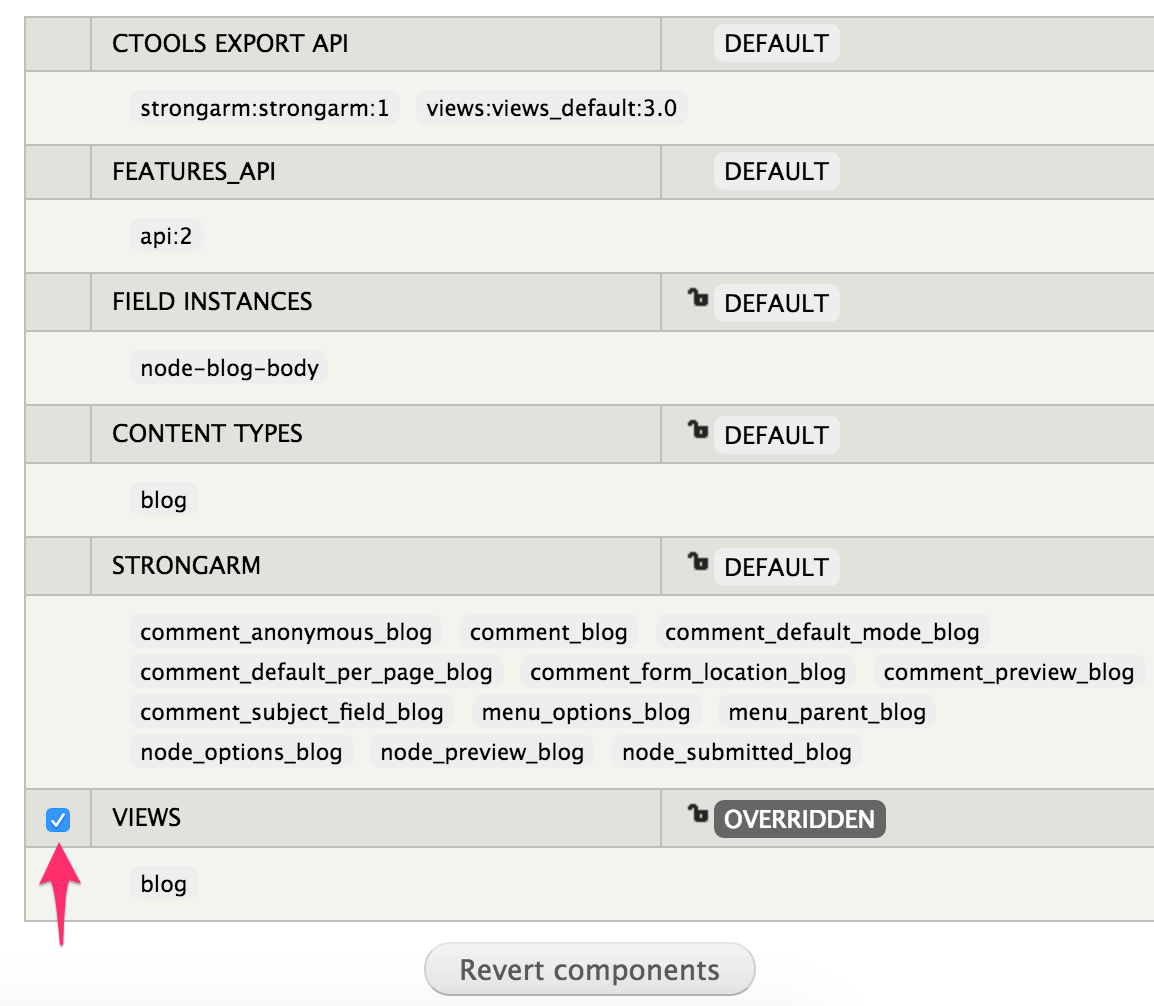 CTOOLS EXPORT API DEFAULT
strongarm:strongarm:1 views:views_default:3.0
FEATURES_API DEFAULT
api:2
FIELD INSTANCES DEFAULT
node-blog-body
CONTENT TYPES DEFAULT
blog
STRONGARM DEFAULT
comment_anonymous_blog comment_blog comment_default_mode_blog
comment_default_per_page_blog comment_form_location_blog comment_preview_blog
comment_subject_field_blog menu_options_blog menu_parent_blog
node_options_blog node_preview_blog node_submitted_blog
VIEWS OVERRIDDEN
blog
Revert components